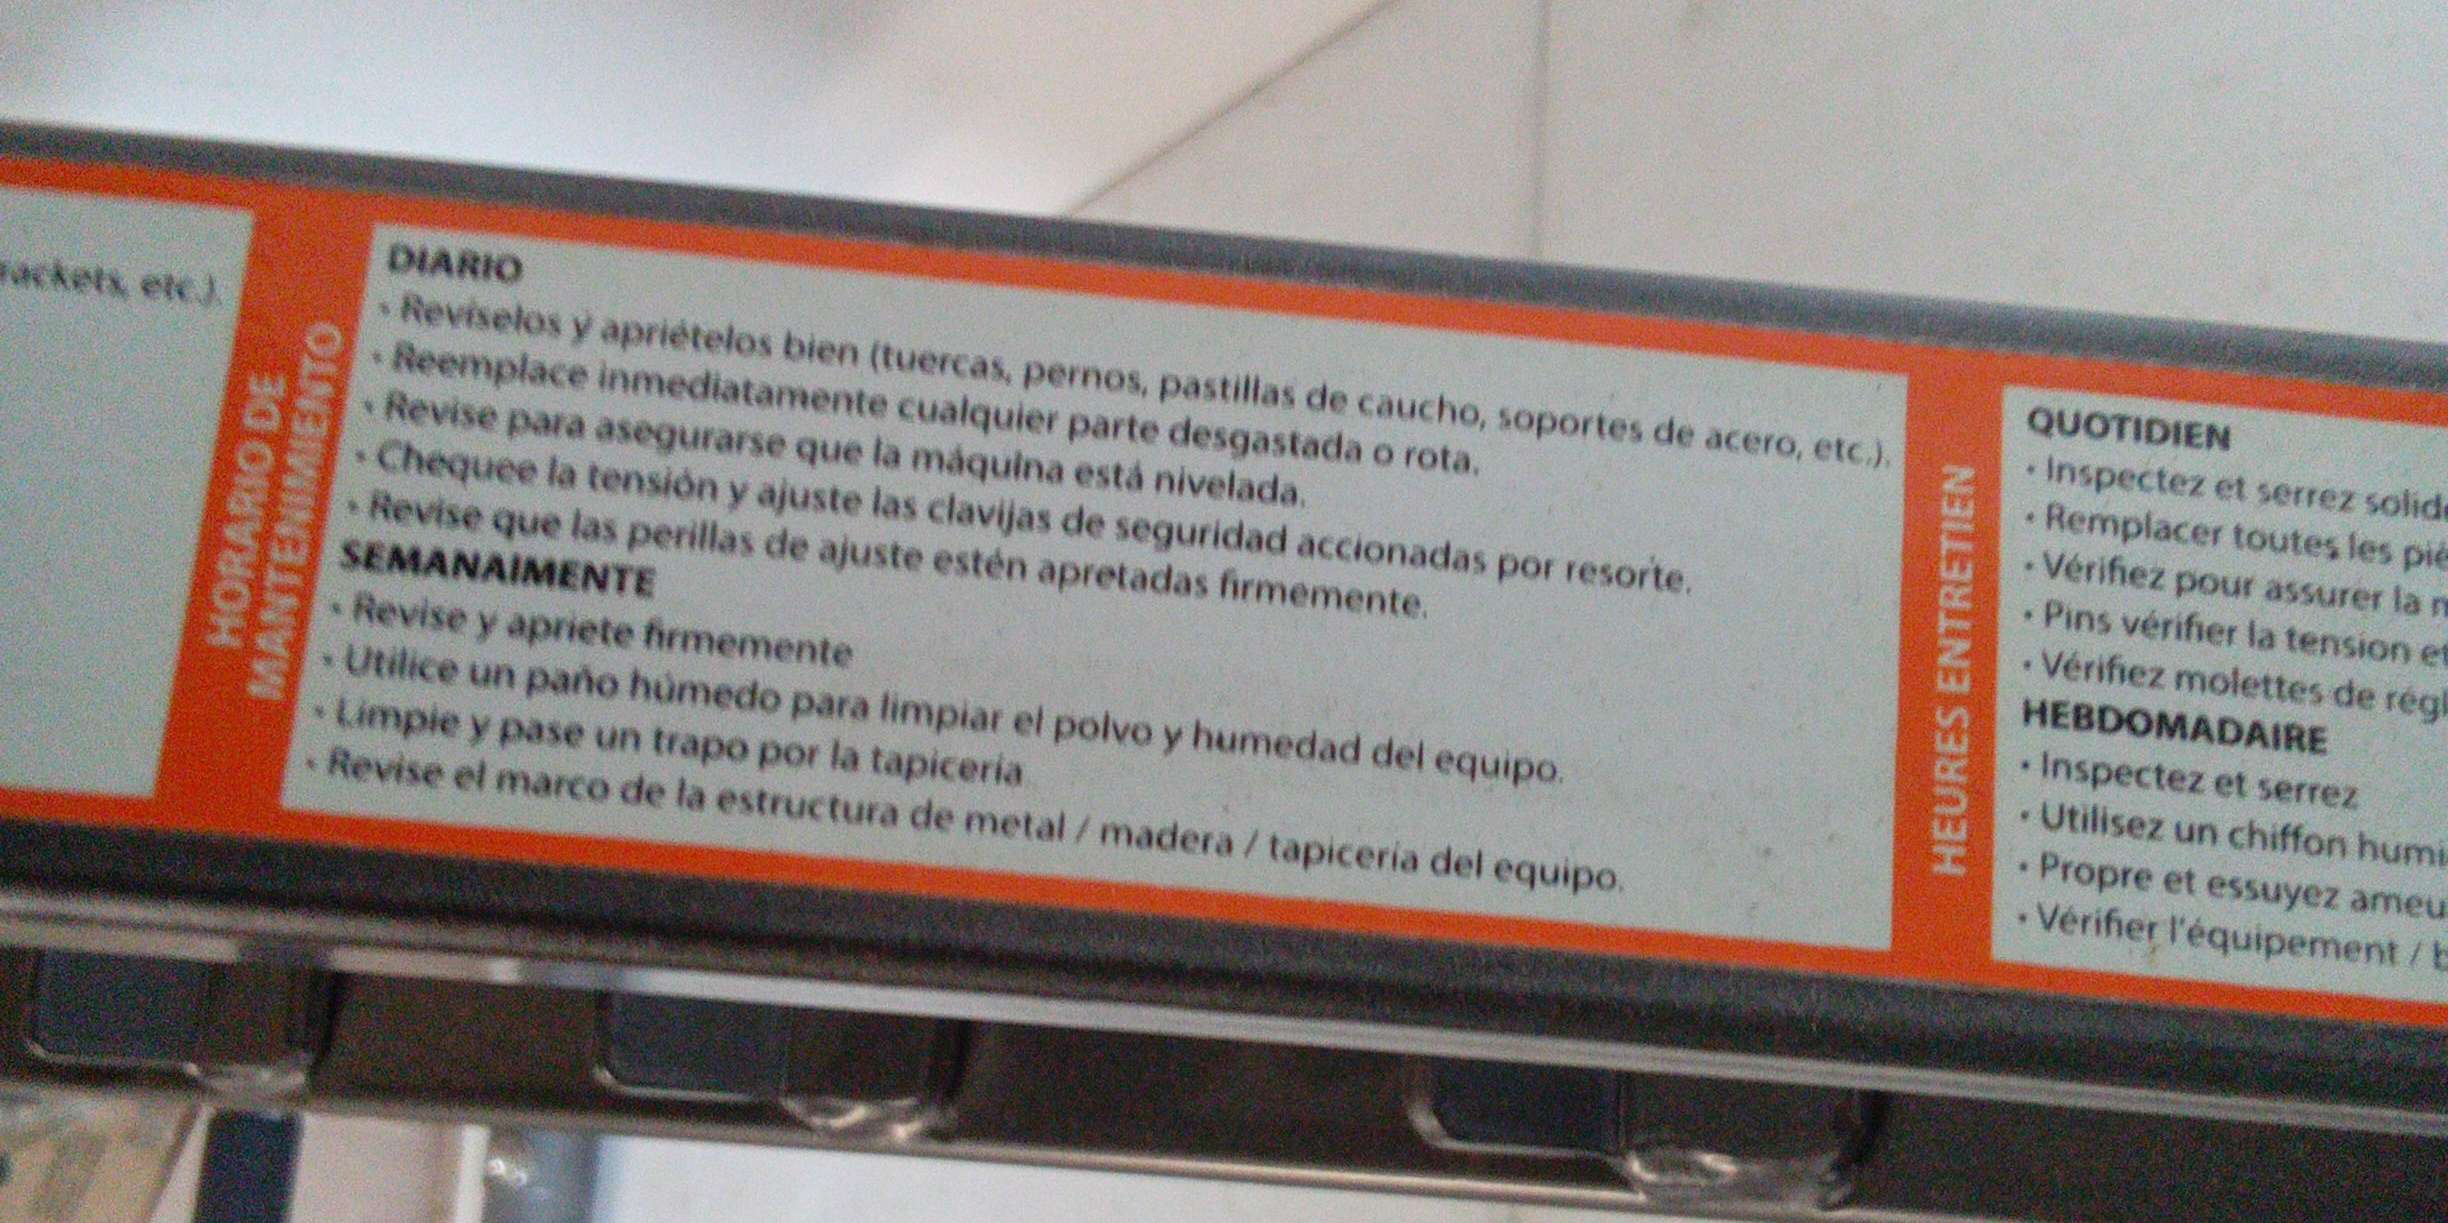 etc.).
HORARIO DE
MANTENIMIENTO
DIARIO
• Revíselos y apriételos bien (tuercas, pernos, pastillas de caucho, soportes de acero, etc.).
• Reemplace inmediatamente cualquier parte desgastada o rota.
• Revise para asegurarse que la máquina está nivelada.
• Chequee la tensión y ajuste las clavijas de seguridad accionadas por resorte.
• Revise que las perillas de ajuste estén apretadas firmemente.
SEMANAIMENTE
• Revise y apriete firmemente
• Utilice un paño húmedo para limpiar el polvo y humedad del equipo.
• Limpie y pase un trapo por la tapicería
• Revise el marco de la estructura de metal / madera / tapicería del equipo.
HEURES ENTRETIEN
QUOTIDIEN
• Inspectez et serrez solid
• Remplacer toutes les piè
• Vérifiez pour assurer la
• Pins vérifier la tension et
• Vérifiez molettes de régl
HEBDOMADAIRE
• Inspectez et serrez
• Utilisez un chiffon humi
• Propre et essuyez ameu
• Vérifier l'équipement / b